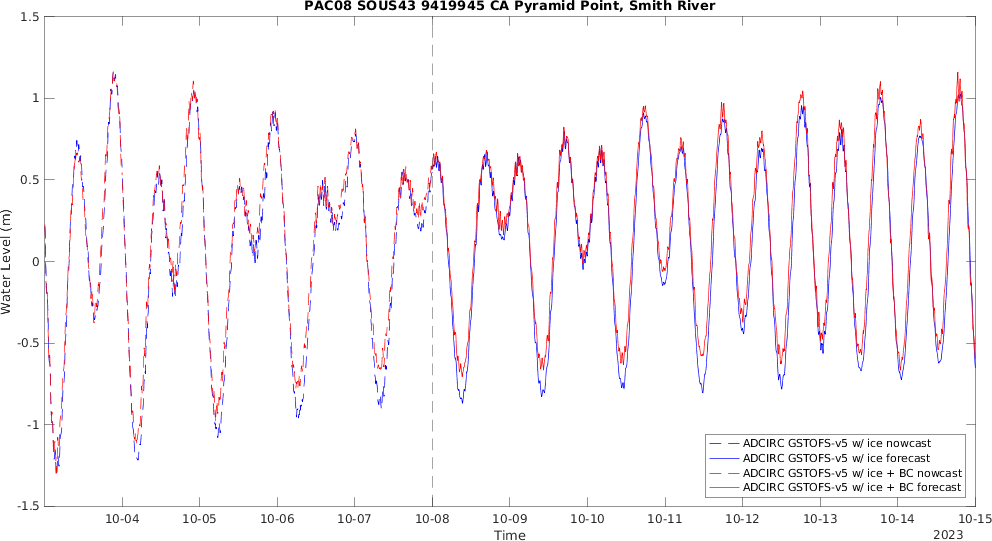 PAC08 SOUS43 9419945 CA Pyramid Point, Smith River
1.5
1
0.5
0
-0.5
-1
-1.5
Water Level (m)
10-04 10-05 10-06 10-07 10-08 10-09 10-10 10-11 10-12 10-13 10-14 10-15
Time
2023
ADCIRC GSTOFS-v5 w/ ice nowcast
ADCIRC GSTOFS-v5 w/ ice forecast
ADCIRC GSTOFS-v5 w/ ice + BC nowcast
ADCIRC GSTOFS-v5 w/ ice + BC forecast